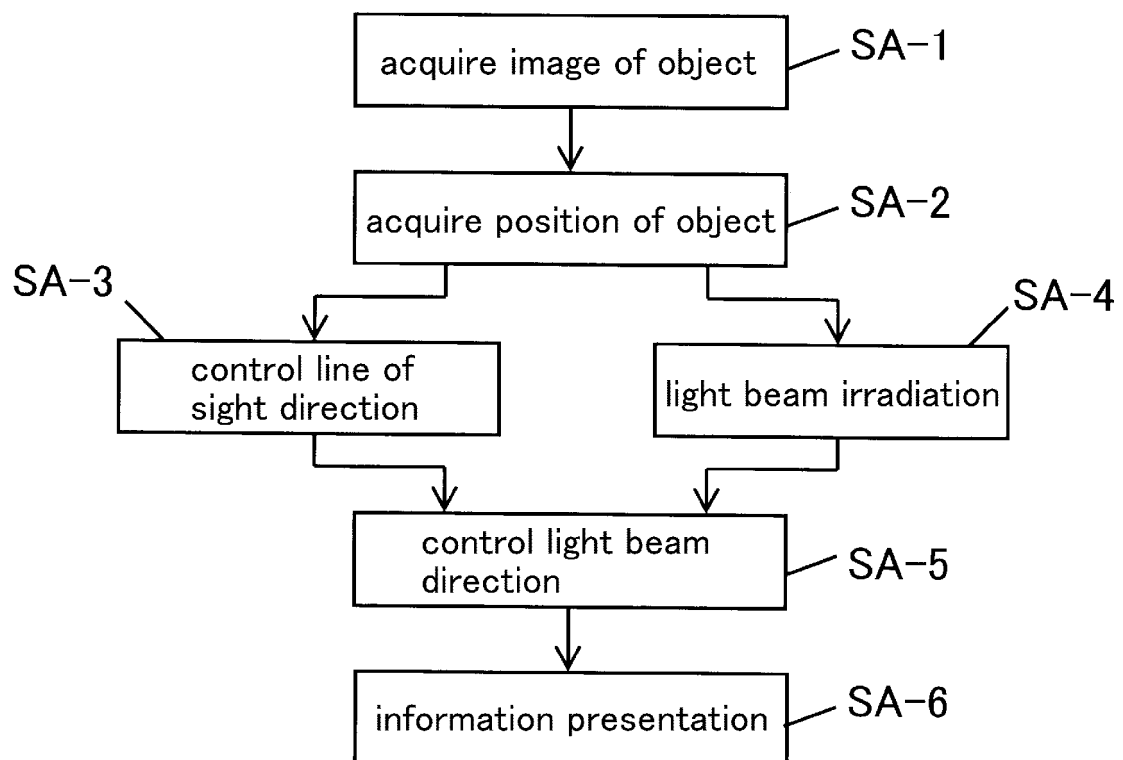 acquire image of object
SA-1
acquire position of object
SA-2
SA-3
control line of
sight direction
SA-4
light beam irradiation
control light beam
direction
SA-5
information presentation
SA-6